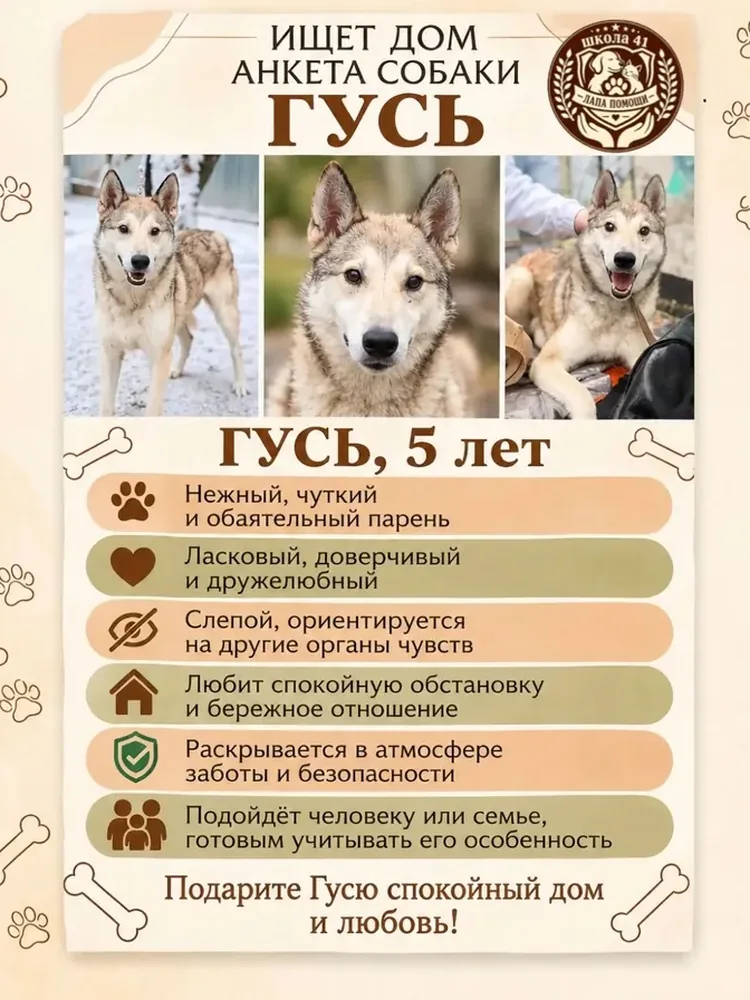 ИЩЕТ ДОМ
АНКЕТА СОБАКИ
ГУСЬ
ШКОЛА 41
ЛАПА ПОМОЩИ
ГУСЬ, 5 лет
Нежный, чуткий
и обаятельный парень
Ласковый, доверчивый
и дружелюбный
Слепой, ориентируется
на другие органы чувств
Любит спокойную обстановку
и бережное отношение
Раскрывается в атмосфере
заботы и безопасности
Подойдёт человеку или семье,
готовым учитывать его особенность
Подарите Гусю спокойный дом
и любовь!